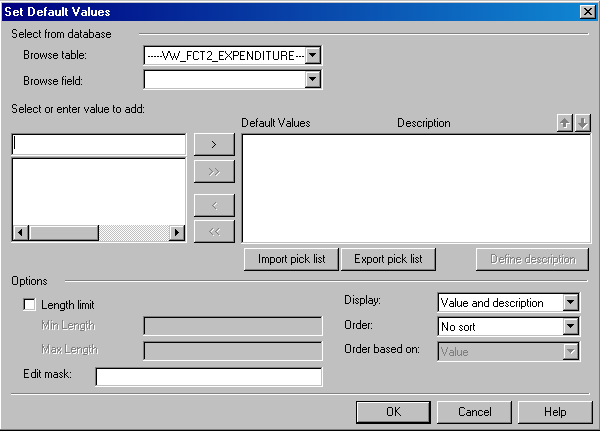 Set Default Values
Select from database
Browse table: -----VW_FCT2_EXPENDITURE---
Browse field:
Select or enter value to add:
Default Values Description
>
>>
<
<<
Import pick list Export pick list Define description
Options
Length limit
Min Length
Max Length
Edit mask:
Display: Value and description
Order: No sort
Order based on: Value
OK Cancel Help